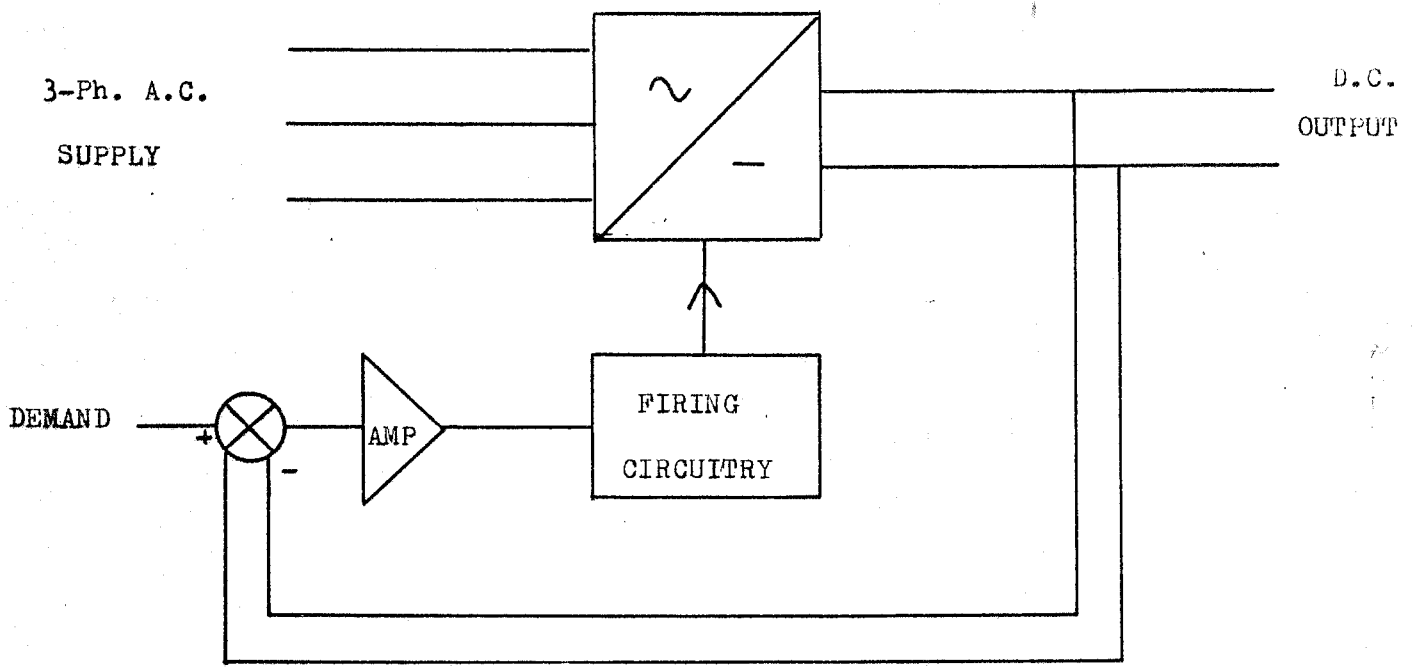 3-Ph. A.C.
SUPPLY
D.C.
OUTPUT
DEMAND
+
-
AMP
FIRING
CIRCUITRY